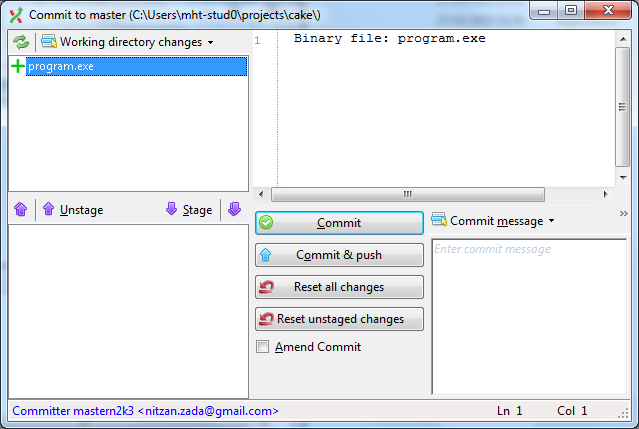 Commit to master (C:\Users\mht-stud0\projects\cake\)
Working directory changes
program.exe
1 Binary file: program.exe
Unstage
Stage
Commit
Commit & push
Reset all changes
Reset unstaged changes
Amend Commit
Commit message
Enter commit message
Committer mastern2k3 <nitzan.zada@gmail.com>
Ln 1 Col 1